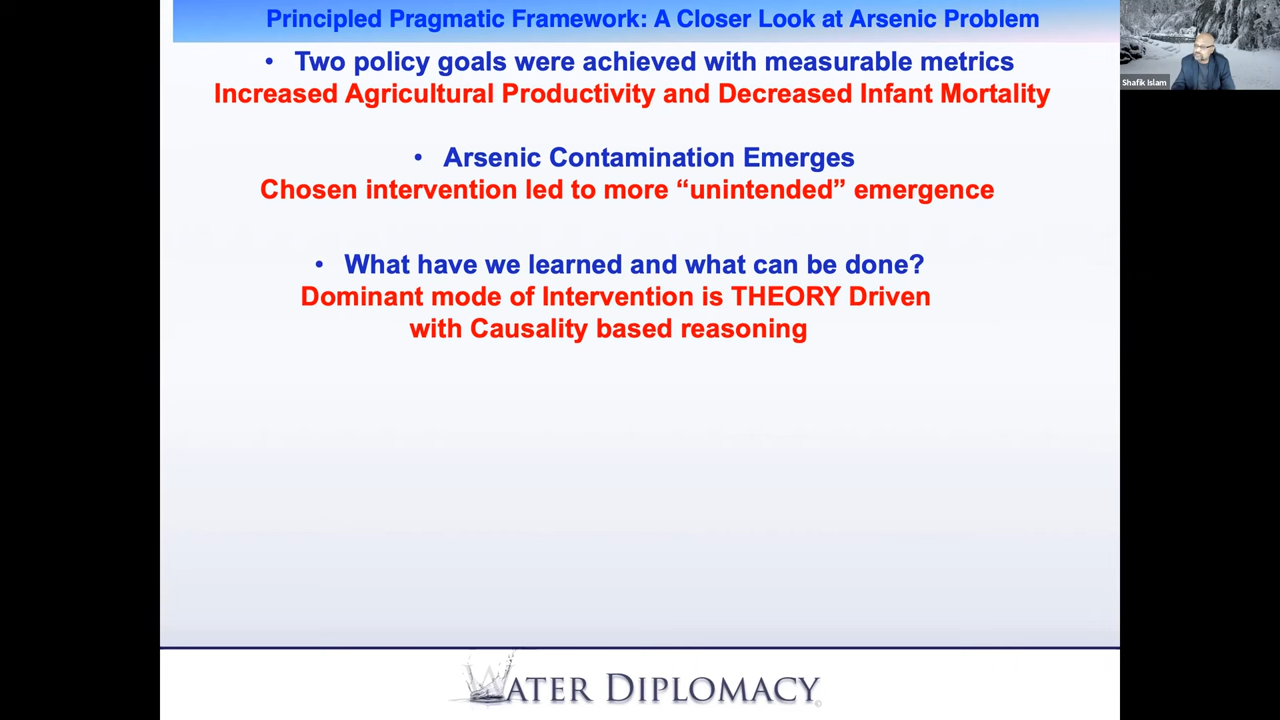 Principled Pragmatic Framework: A Closer Look at Arsenic Problem
• Two policy goals were achieved with measurable metrics
Increased Agricultural Productivity and Decreased Infant Mortality
• Arsenic Contamination Emerges
Chosen intervention led to more “unintended” emergence
• What have we learned and what can be done?
Dominant mode of Intervention is THEORY Driven
with Causality based reasoning
WATER DIPLOMACY©
Shafik Islam